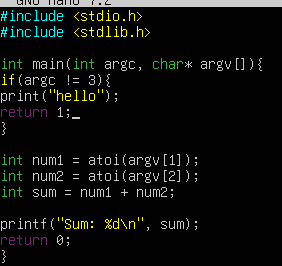 GNU nano 7.2
#include <stdio.h>
#include <stdlib.h>
int main(int argc, char* argv[]){
if(argc != 3){
print("hello");
return 1;
}
int num1 = atoi(argv[1]);
int num2 = atoi(argv[2]);
int sum = num1 + num2;
printf("Sum: %d\n", sum);
return 0;
}